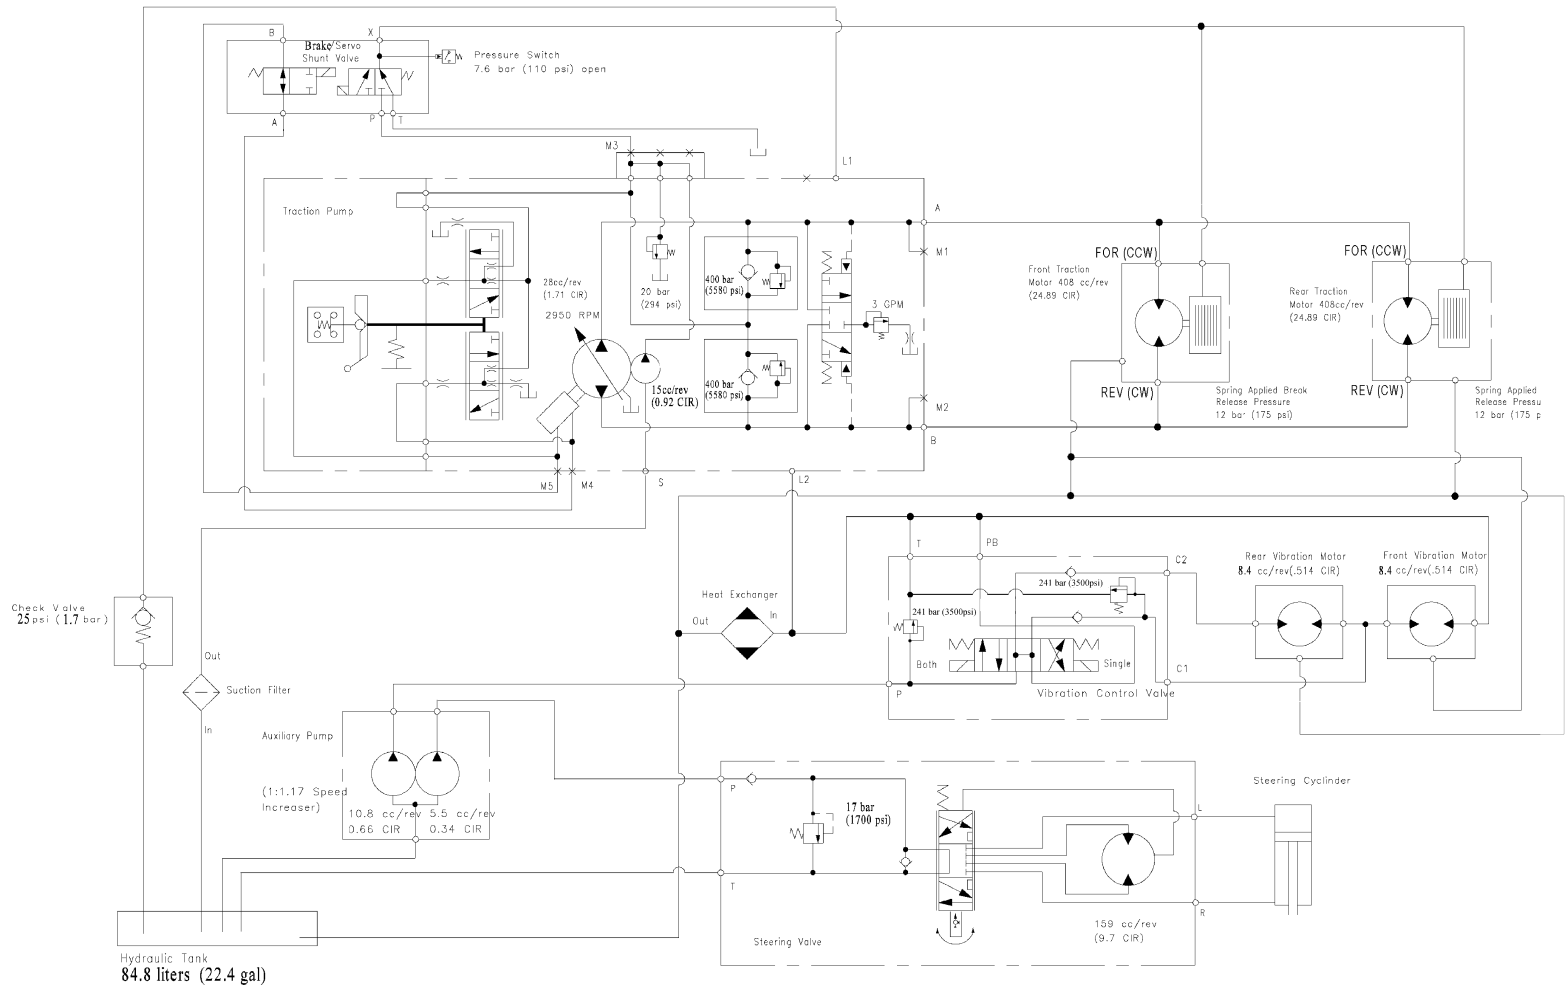 B
X
Brake/Servo
Shunt Valve
Pressure Switch
7.6 bar (110 psi) open
A
P
T
M3
L1
Traction Pump
A
M1
28cc/rev
(1.71 CIR)
2950 RPM
20 bar
(294 psi)
400 bar
(5580 psi)
3 GPM
15cc/rev
(0.92 CIR)
400 bar
(5580 psi)
M2
B
M5
M4
S
L2
FOR (CCW)
Front Traction
Motor 408 cc/rev
(24.89 CIR)
REV (CW)
Spring Applied Break
Release Pressure
12 bar (175 psi)
FOR (CCW)
Rear Traction
Motor 408cc/rev
(24.89 CIR)
REV (CW)
Spring Applied
Release Pressu
12 bar (175 p
T
PB
C2
241 bar (3500psi)
241 bar (3500psi)
Both
Single
P
C1
Vibration Control Valve
Rear Vibration Motor
8.4 cc/rev(.514 CIR)
Front Vibration Motor
8.4 cc/rev(.514 CIR)
Heat Exchanger
Out
In
Check Valve
25 psi (1.7 bar)
Out
Suction Filter
In
Auxiliary Pump
(1:1.17 Speed
Increaser)
10.8 cc/rev
0.66 CIR
5.5 cc/rev
0.34 CIR
P
17 bar
(1700 psi)
T
L
R
159 cc/rev
(9.7 CIR)
Steering Valve
Steering Cyclinder
Hydraulic Tank
84.8 liters (22.4 gal)